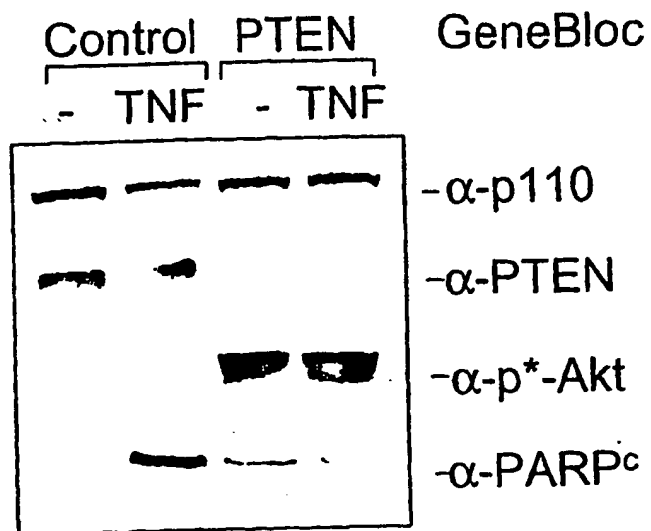 Control PTEN GeneBloc
- TNF - TNF
-α-p110
-α-PTEN
-α-p*-Akt
-α-PARPᶜ